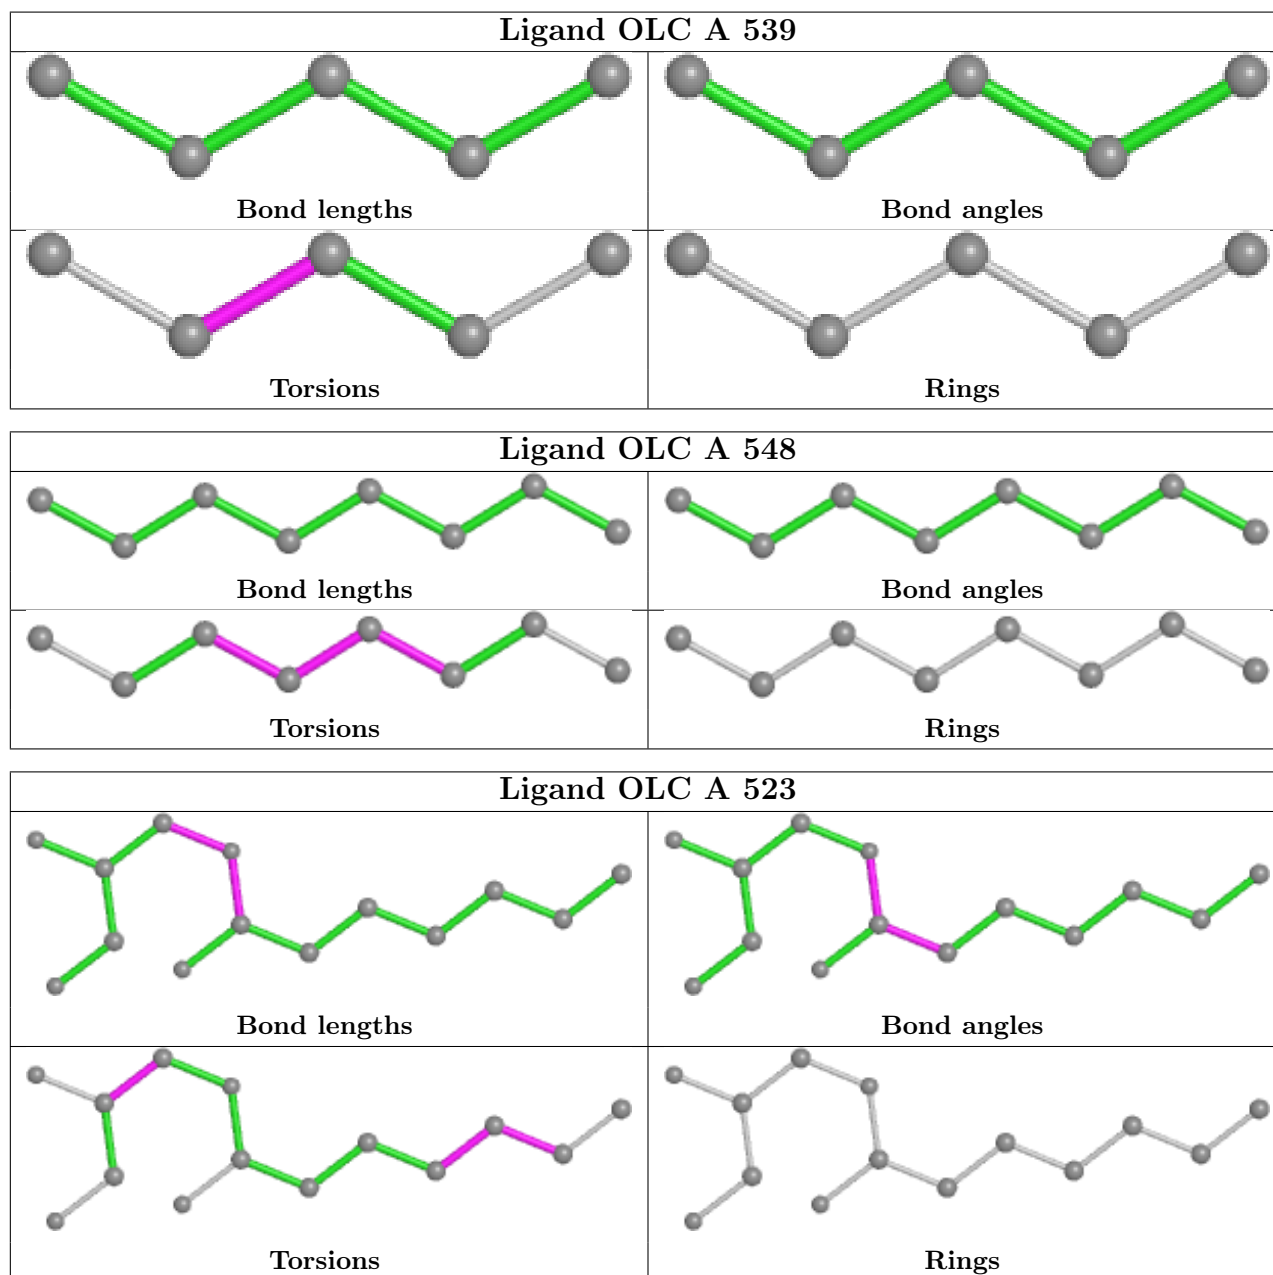 Ligand OLC A 539
Bond lengths
Bond angles
Torsions
Rings
Ligand OLC A 548
Bond lengths
Bond angles
Torsions
Rings
Ligand OLC A 523
Bond lengths
Bond angles
Torsions
Rings